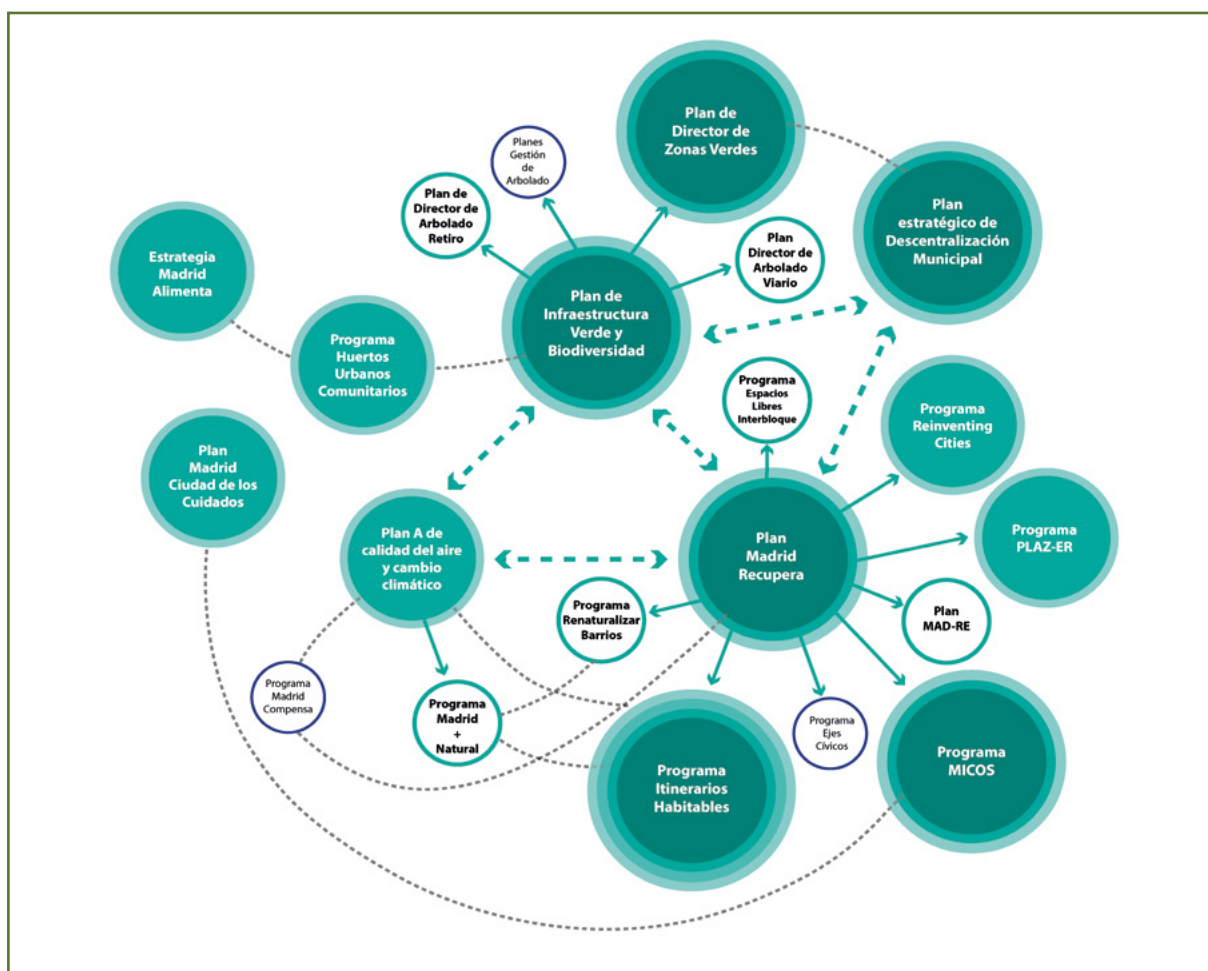 Plan de
Director de
Zonas Verdes
Planes
Gestión
de
Arbolado
Plan de
Director de
Arbolado
Retiro
Plan
estratégico de
Descentralización
Municipal
Plan
Director de
Arbolado
Viario
Estrategia
Madrid
Alimenta
Plan de
Infraestructura
Verde y
Biodiversidad
Programa
Huertos
Urbanos
Comunitarios
Programa
Espacios
Libres
Interbloque
Programa
Reinventing
Cities
Plan
Madrid
Ciudad de los
Cuidados
Plan A de
calidad del aire
y cambio
climático
Plan
Madrid
Recupera
Programa
PLAZ-ER
Programa
Renaturalizar
Barrios
Plan
MAD-RE
Programa
Madrid
Compensa
Programa
Madrid
+
Natural
Programa
Itinerarios
Habitables
Programa
Ejes
Cívicos
Programa
MICOS